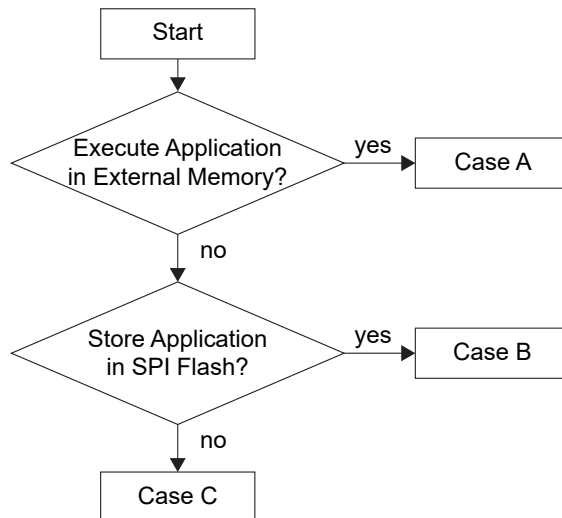 Start
Execute Application
in External Memory?
yes
Case A
no
Store Application
in SPI Flash?
yes
Case B
no
Case C